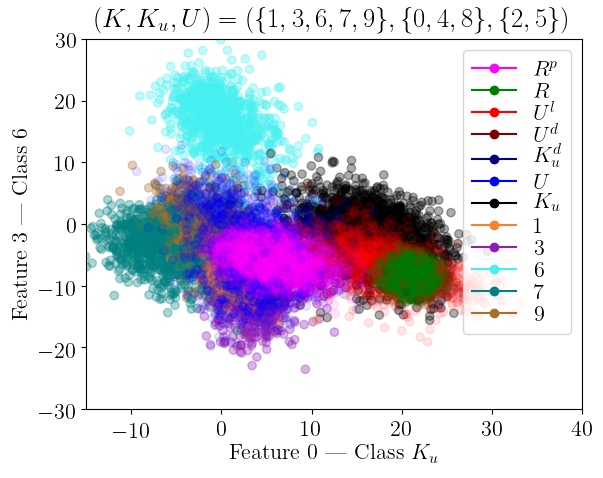 (K, K_u, U) = ({1, 3, 6, 7, 9}, {0, 4, 8}, {2, 5})
30
20
10
0
−10
−20
−30
Feature 3 — Class 6
R^p
R
U^l
U^d
K_u^d
U
K_u
1
3
6
7
9
−10 0 10 20 30 40
Feature 0 — Class K_u